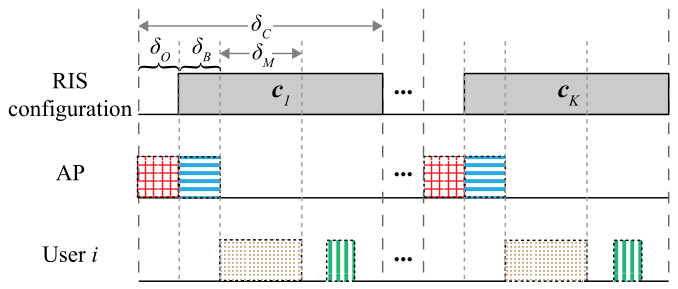 δ_C
δ_O δ_B δ_M
RIS
configuration
c_1 ... c_K
AP ...
User i ...